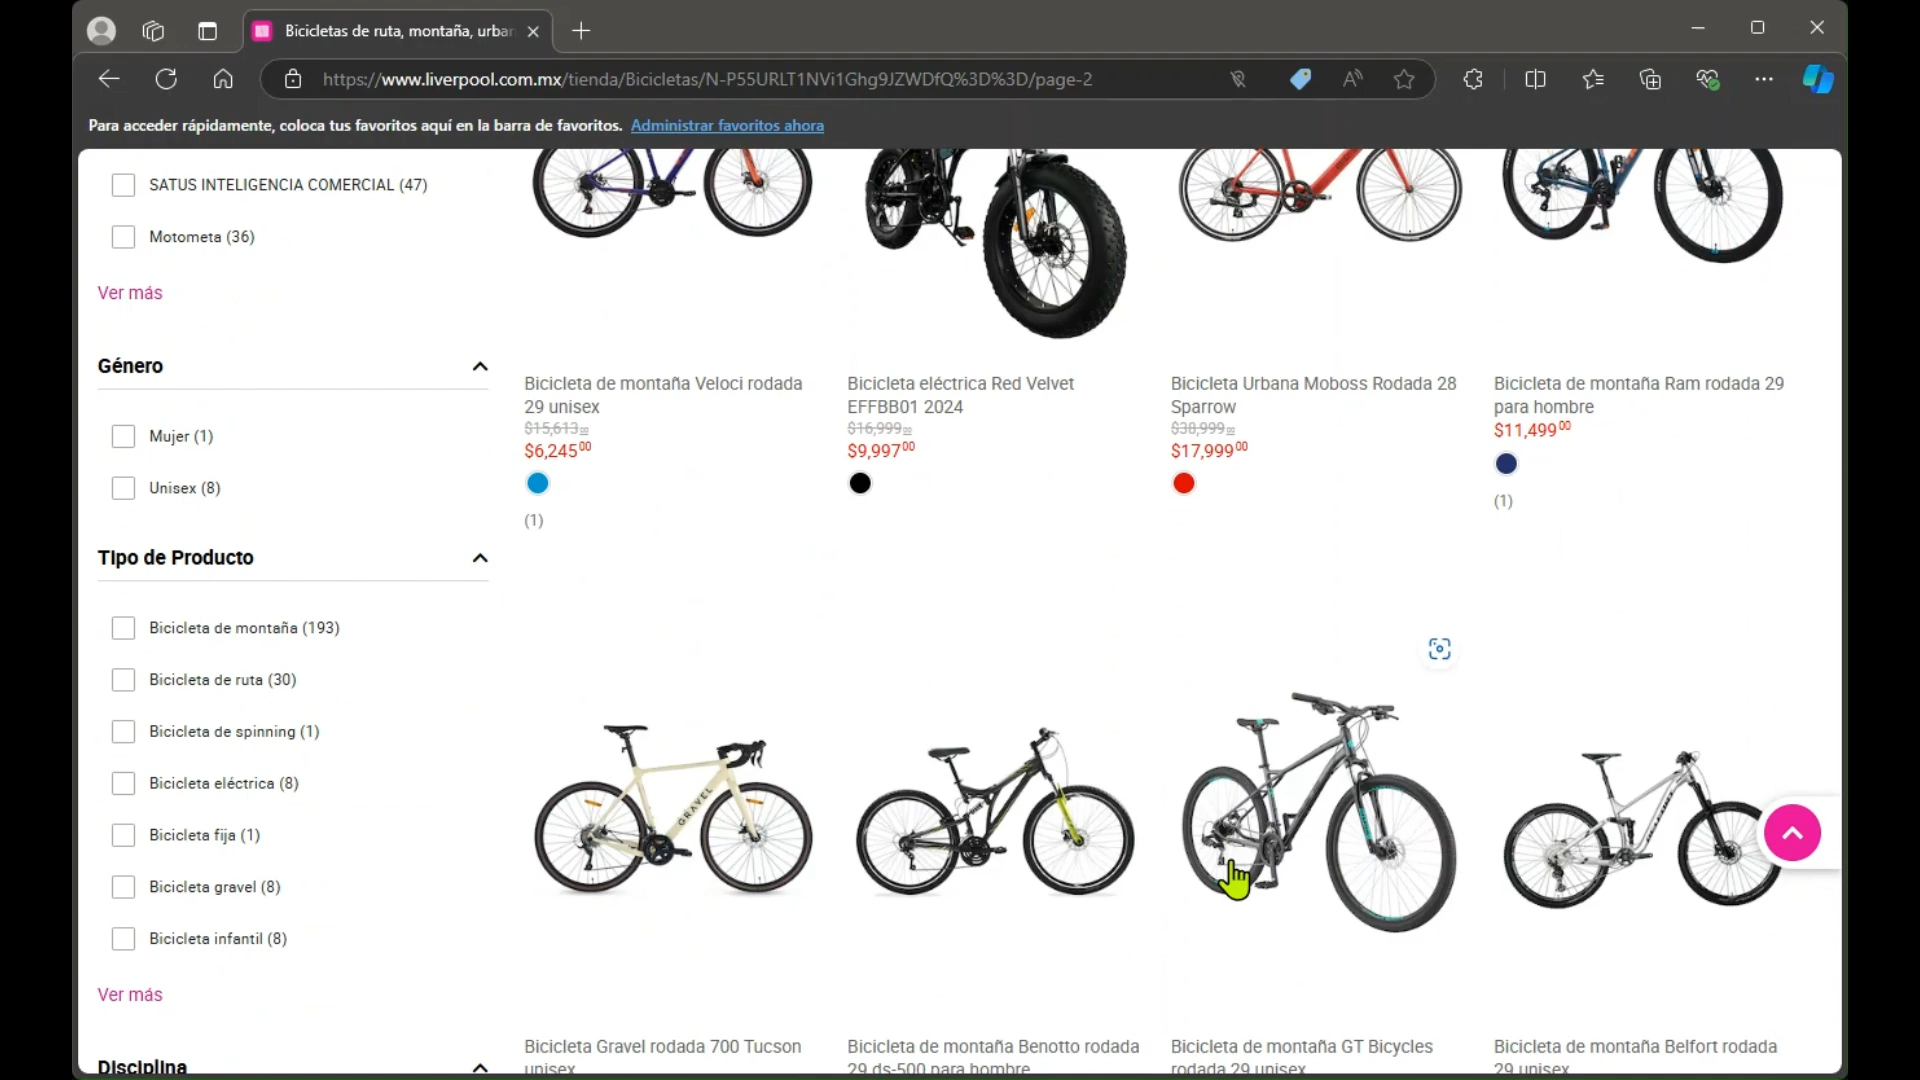 Bicicletas de ruta, montaña, urban
https://www.liverpool.com.mx/tienda/Bicicletas/N-P55URLT1NVi1Ghg9JZWDfQ%3D%3D/page-2
Para acceder rápidamente, coloca tus favoritos aquí en la barra de favoritos. Administrar favoritos ahora
SATUS INTELIGENCIA COMERCIAL (47)
Motometa (36)
Ver más
Género
Mujer (1)
Unisex (8)
Tipo de Producto
Bicicleta de montaña (193)
Bicicleta de ruta (30)
Bicicleta de spinning (1)
Bicicleta eléctrica (8)
Bicicleta fija (1)
Bicicleta gravel (8)
Bicicleta infantil (8)
Ver más
Disciplina
Bicicleta de montaña Veloci rodada
29 unisex
$15,613
$6,245.00
(1)
Bicicleta eléctrica Red Velvet
EFFBB01 2024
$16,999
$9,997.00
Bicicleta Urbana Moboss Rodada 28
Sparrow
$38,999
$17,999.00
Bicicleta de montaña Ram rodada 29
para hombre
$11,499.00
(1)
GRAVEL
Bicicleta Gravel rodada 700 Tucson
unisex
Bicicleta de montaña Benotto rodada
29 ds-500 para hombre
Bicicleta de montaña GT Bicycles
rodada 29 unisex
Bicicleta de montaña Belfort rodada
29 unisex